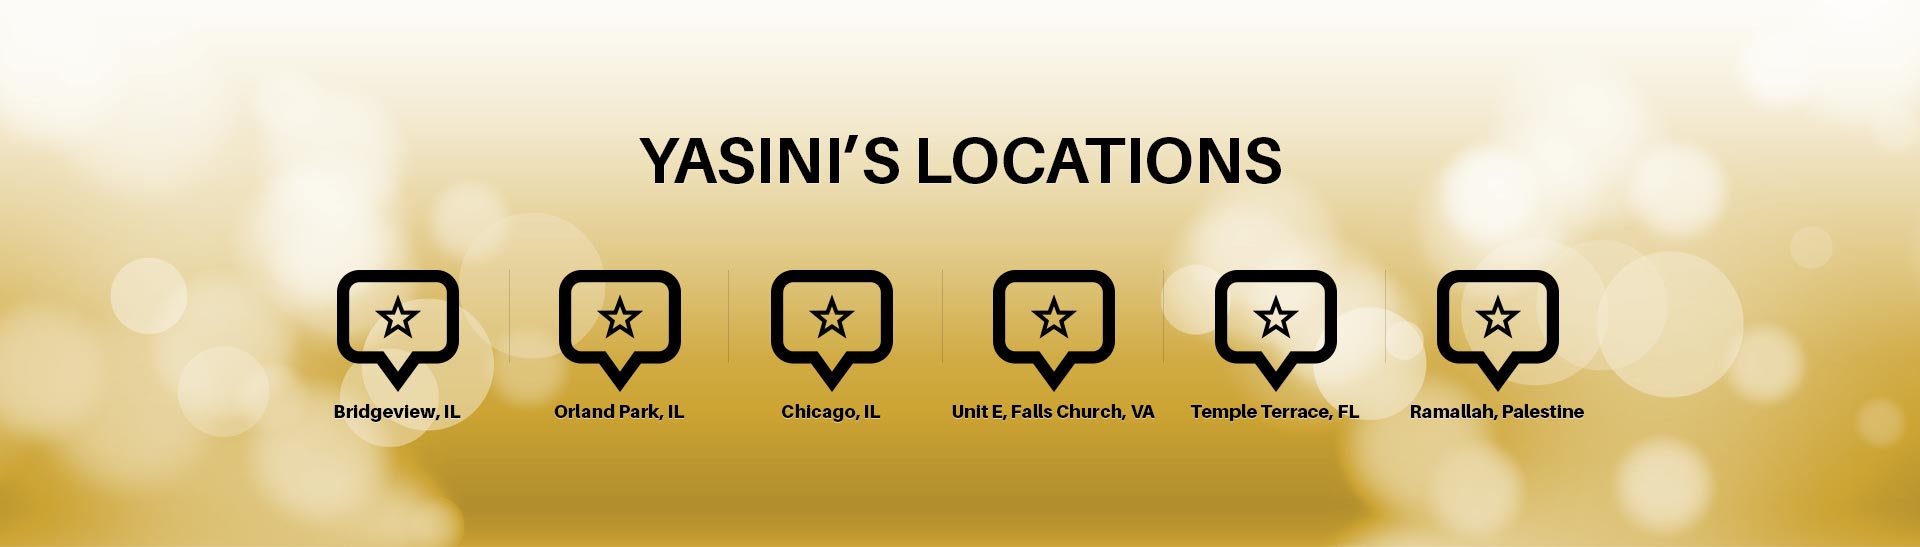 YASINI’S LOCATIONS
Bridgeview, IL
Orland Park, IL
Chicago, IL
Unit E, Falls Church, VA
Temple Terrace, FL
Ramallah, Palestine